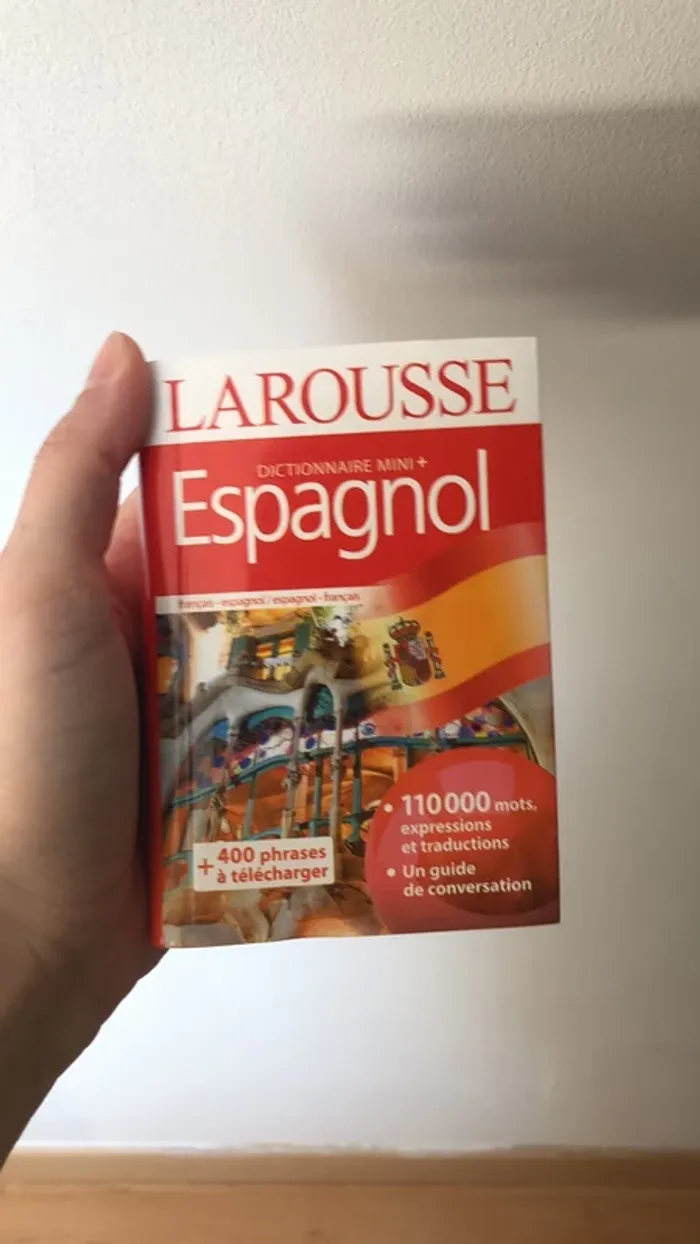 LAROUSSE
DICTIONNAIRE MINI+
Espagnol
français - espagnol / espagnol - français
• 110 000 mots,
expressions
et traductions
• Un guide
de conversation
+ 400 phrases
à télécharger